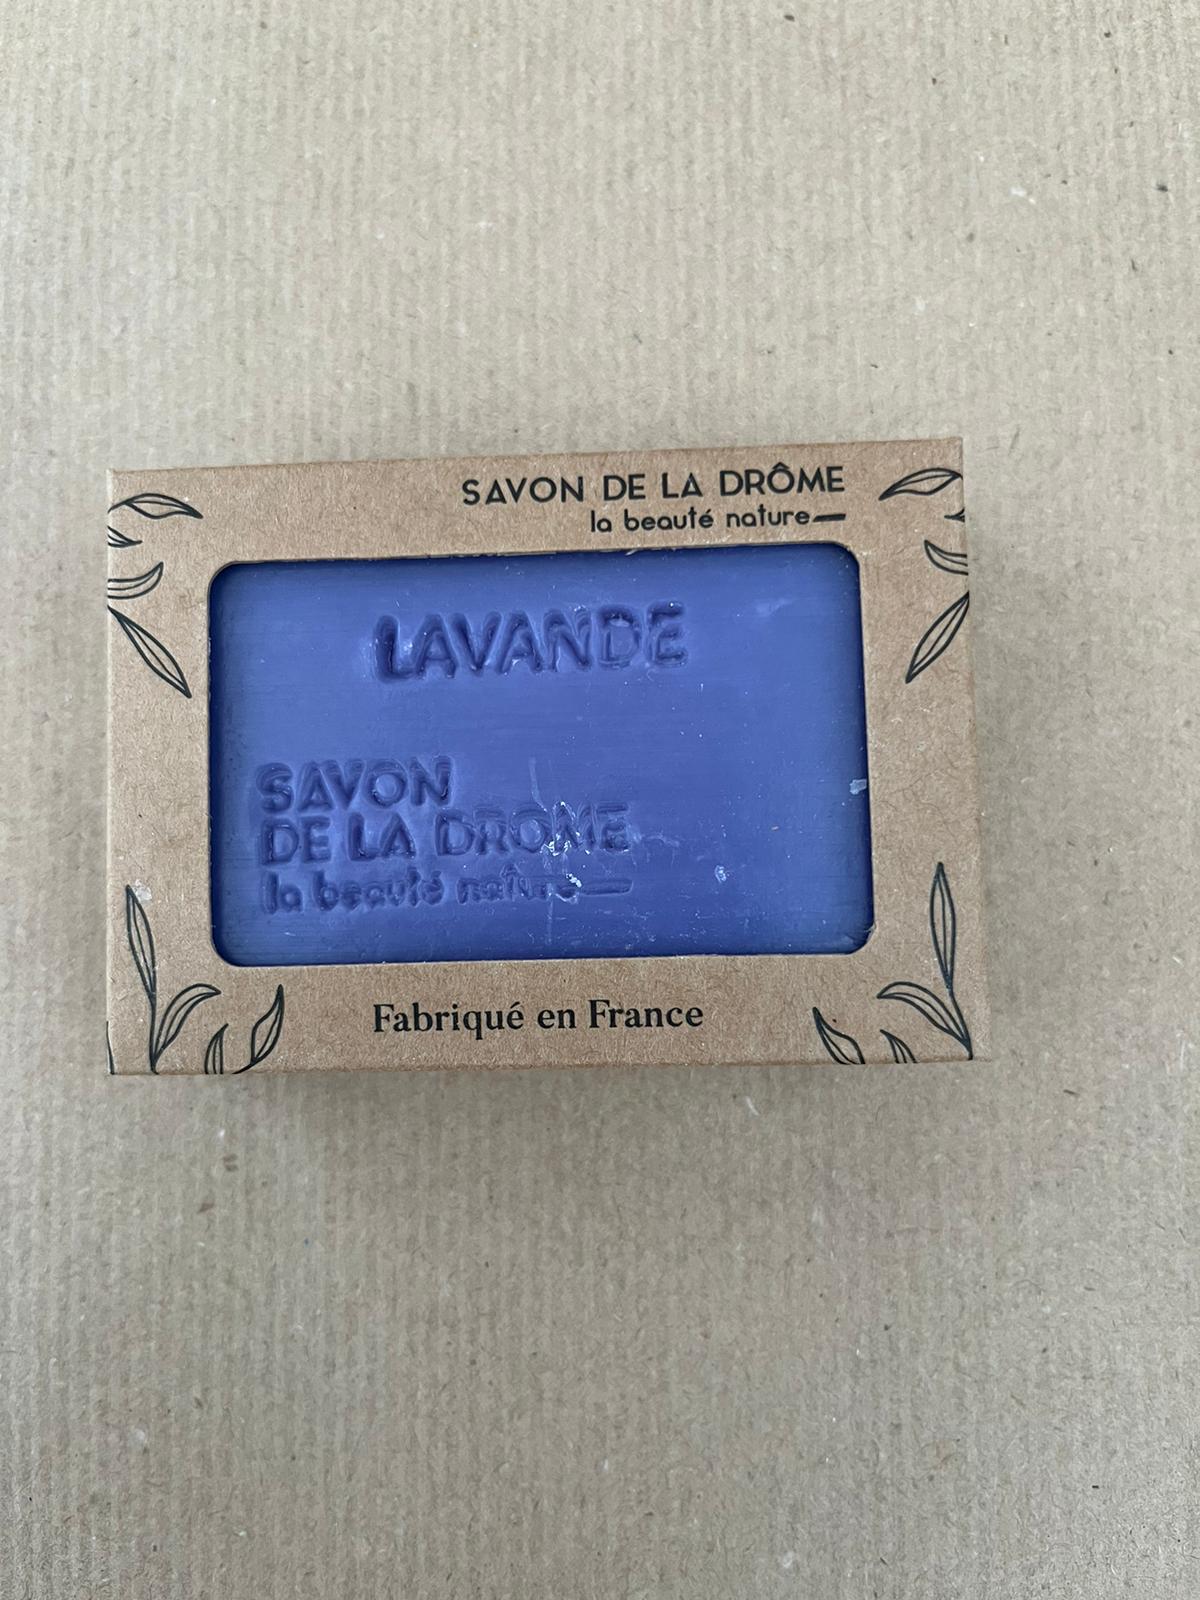 SAVON DE LA DRÔME
la beauté nature
LAVANDE
SAVON
DE LA DROME
la beauté nature
Fabriqué en France